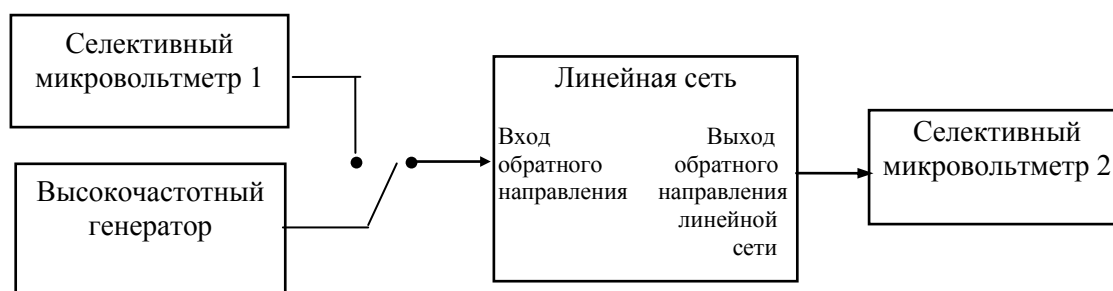 Селективный
микровольтметр 1
Высокочастотный
генератор
Линейная сеть
Вход
обратного
направления
Выход
обратного
направления
линейной
сети
Селективный
микровольтметр 2